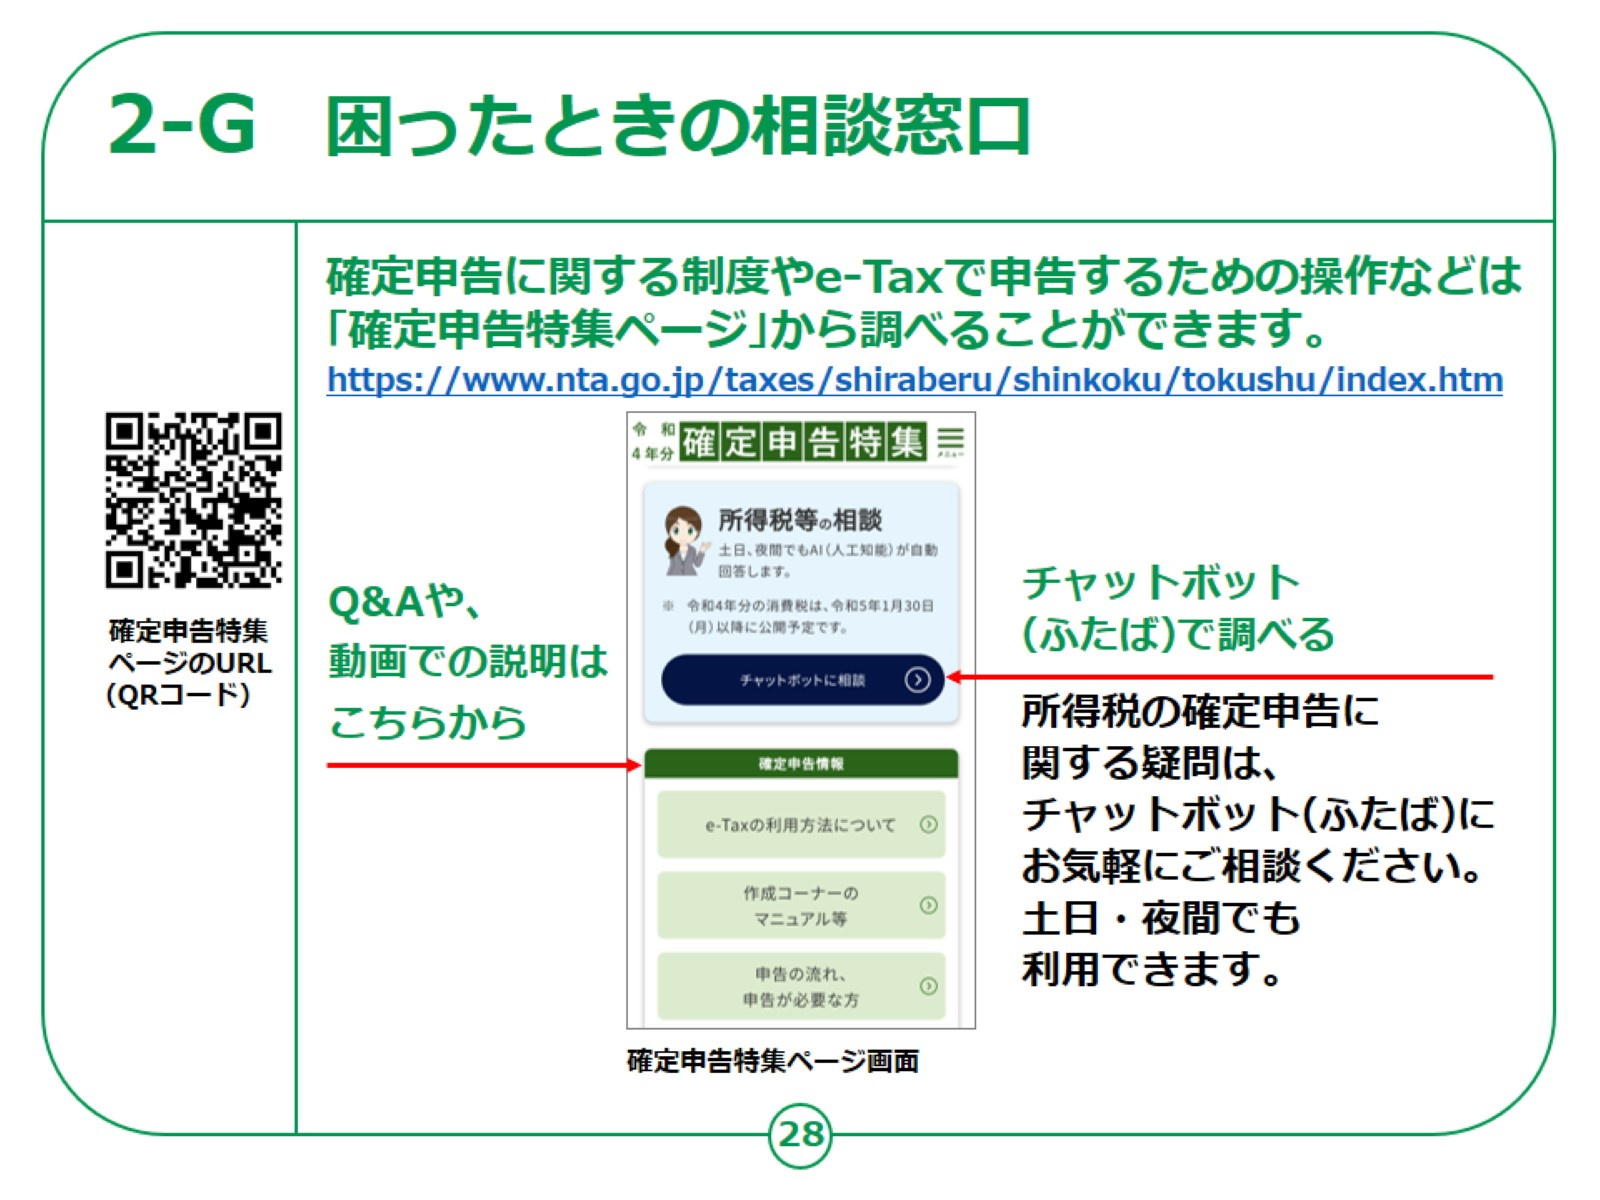 2-G 困ったときの相談窓口
確定申告に関する制度やe-Taxで申告するための操作などは
「確定申告特集ページ」から調べることができます。
https://www.nta.go.jp/taxes/shiraberu/shinkoku/tokushu/index.htm
確定申告特集
ページのURL
(QRコード)
Q&Aや、
動画での説明は
こちらから
令和
4年分
確定申告特集
メニュー
所得税等の相談
土日、夜間でもAI(人工知能)が自動
回答します。
※ 令和4年分の消費税は、令和5年1月30日
(月)以降に公開予定です。
チャットボットに相談
確定申告情報
e-Taxの利用方法について
作成コーナーの
マニュアル等
申告の流れ、
申告が必要な方
確定申告特集ページ画面
チャットボット
(ふたば)で調べる
所得税の確定申告に
関する疑問は、
チャットボット(ふたば)に
お気軽にご相談ください。
土日・夜間でも
利用できます。
28